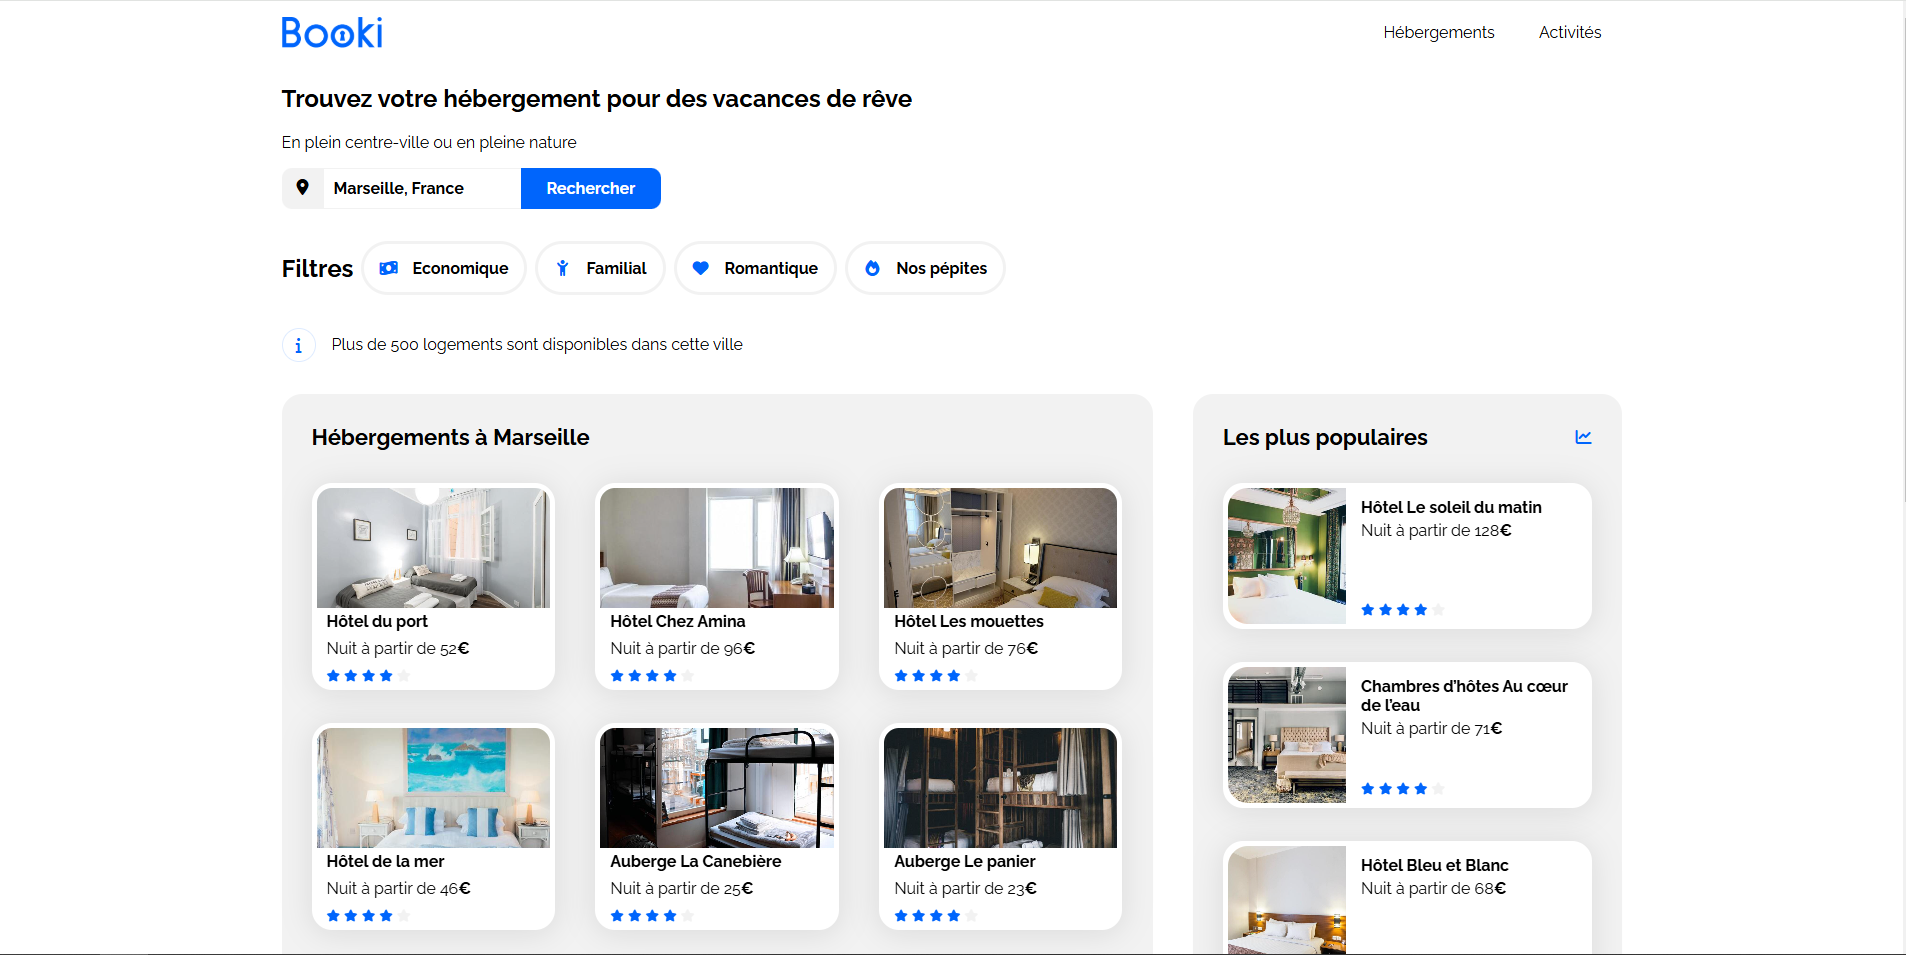 Booki
Hébergements
Activités
Trouvez votre hébergement pour des vacances de rêve
En plein centre-ville ou en pleine nature
Marseille, France
Rechercher
Filtres
Economique
Familial
Romantique
Nos pépites
Plus de 500 logements sont disponibles dans cette ville
Hébergements à Marseille
Hôtel du port
Nuit à partir de 52€
Hôtel Chez Amina
Nuit à partir de 96€
Hôtel Les mouettes
Nuit à partir de 76€
Hôtel de la mer
Nuit à partir de 46€
Auberge La Canebière
Nuit à partir de 25€
Auberge Le panier
Nuit à partir de 23€
Les plus populaires
Hôtel Le soleil du matin
Nuit à partir de 128€
Chambres d’hôtes Au cœur
de l’eau
Nuit à partir de 71€
Hôtel Bleu et Blanc
Nuit à partir de 68€